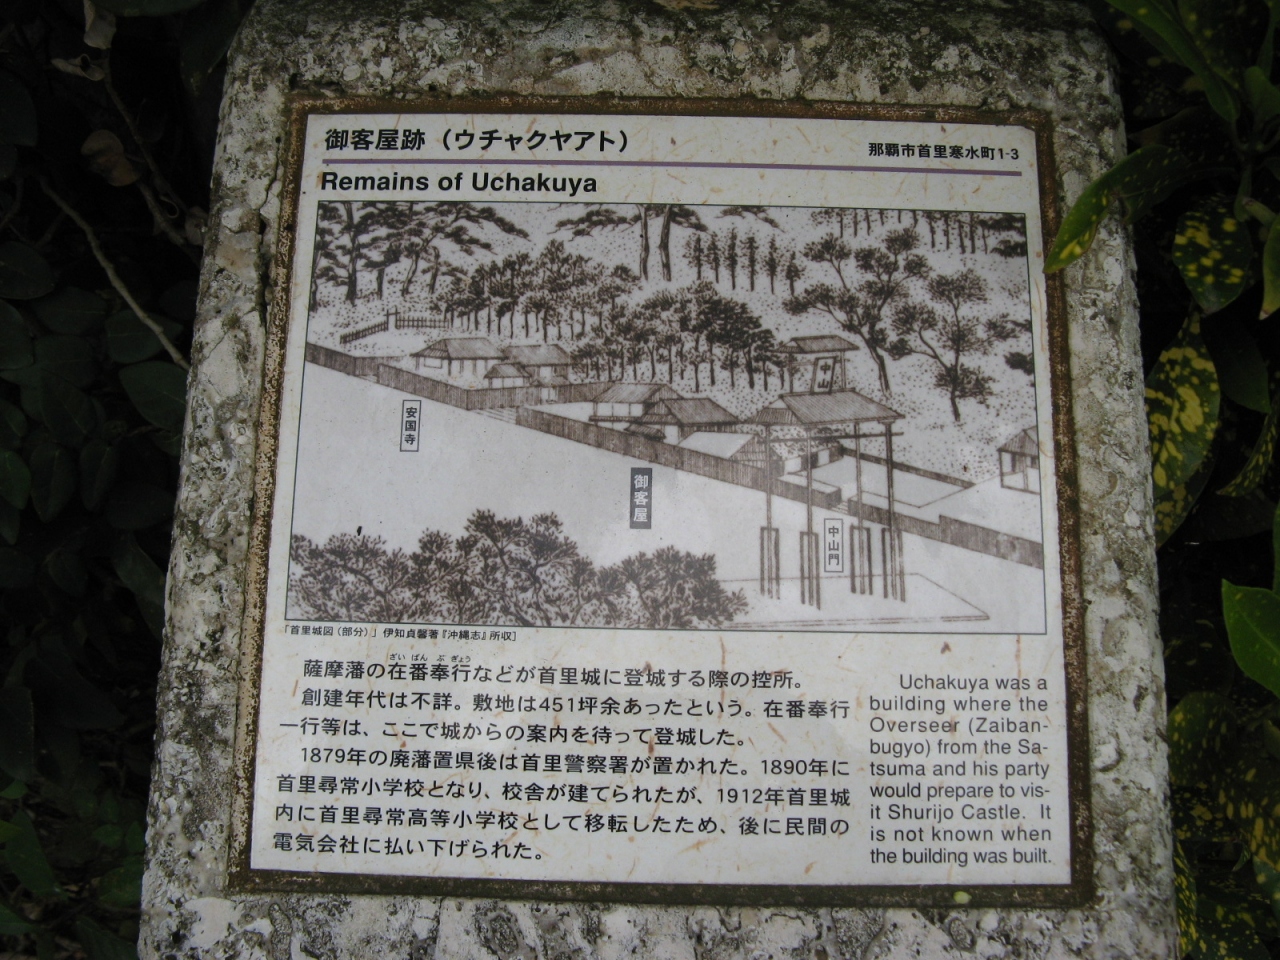 御客屋跡（ウチャクヤアト）
那覇市首里寒水町1-3
Remains of Uchakuya
中山
安国寺
御客屋
中山門
「首里城図（部分）」伊知貞馨著『沖縄志』所収］
ざいばんぶぎょう
薩摩藩の在番奉行などが首里城に登城する際の控所。
創建年代は不詳。敷地は451坪余あったという。在番奉行
一行等は、ここで城からの案内を待って登城した。
1879年の廃藩置県後は首里警察署が置かれた。1890年に
首里尋常小学校となり、校舎が建てられたが、1912年首里城
内に首里尋常高等小学校として移転したため、後に民間の
電気会社に払い下げられた。
Uchakuya was a
building where the
Overseer (Zaiban-
bugyo) from the Sa-
tsuma and his party
would prepare to vis-
it Shurijo Castle. It
is not known when
the building was built.